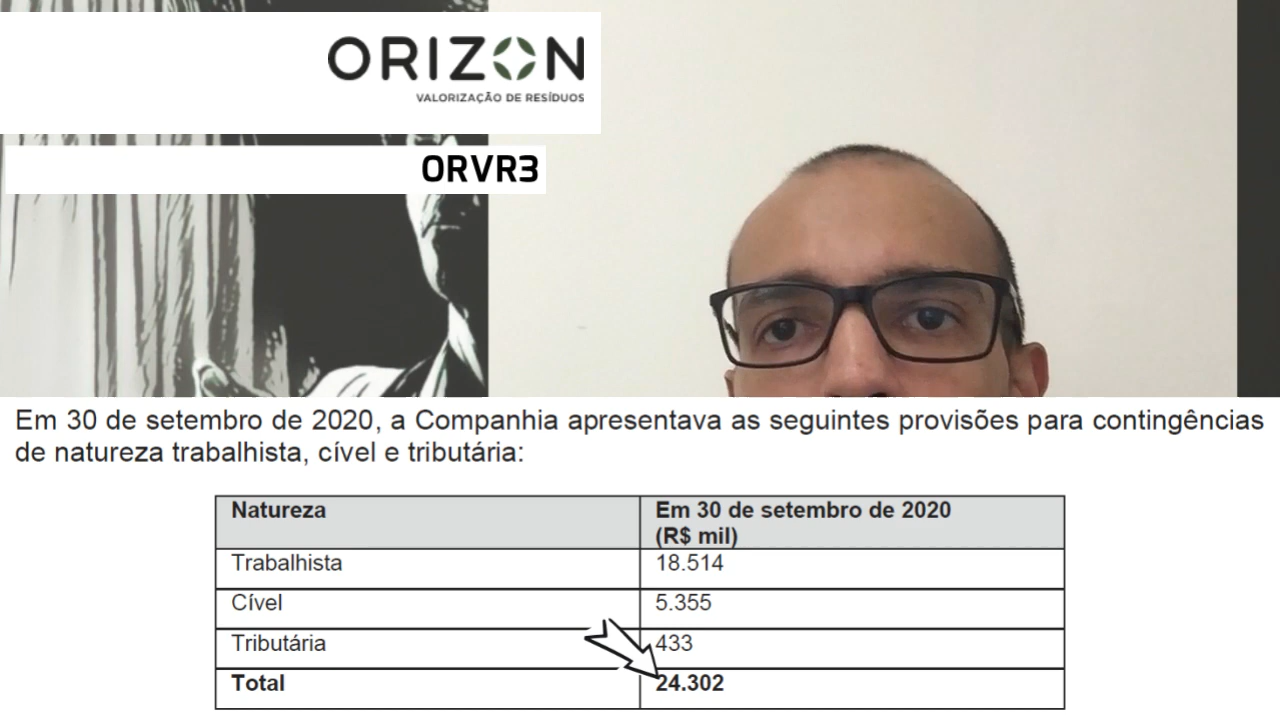 ORIZON
VALORIZAÇÃO DE RESÍDUOS
ORVR3
Em 30 de setembro de 2020, a Companhia apresentava as seguintes provisões para contingências
de natureza trabalhista, cível e tributária:
Natureza
Em 30 de setembro de 2020
(R$ mil)
Trabalhista 18.514
Cível 5.355
Tributária 433
Total 24.302